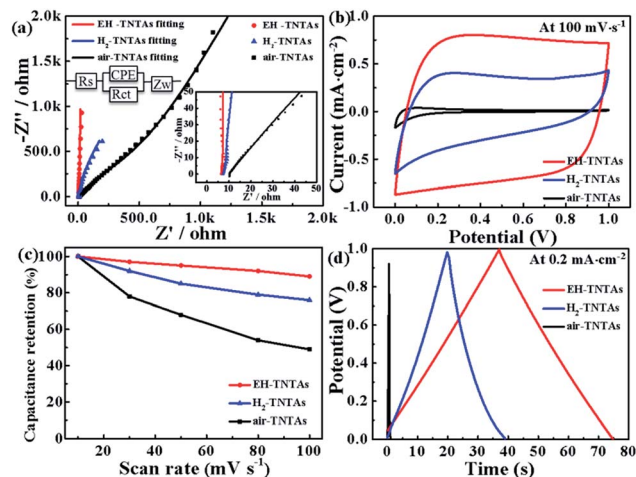 (a)
EH -TNTAs fitting
H₂-TNTAs fitting
air-TNTAs fitting
EH-TNTAs
H₂-TNTAs
air-TNTAs
Rs
CPE
Rct
Zw
-Z'' / ohm
2.0k
1.5k
1.0k
500.0
0.0
-Z'' / ohm
50
40
30
20
10
0
0 10 20 30 40 50
Z' / ohm
0.0 500.0 1.0k 1.5k 2.0k
Z' / ohm
(b)
At 100 mV·s⁻¹
Current (mA·cm⁻²)
1.0
0.5
0.0
-0.5
-1.0
EH-TNTAs
H₂-TNTAs
air-TNTAs
0.0 0.2 0.4 0.6 0.8 1.0
Potential (V)
(c)
Capacitance retention (%)
100
80
60
40
20
0
EH-TNTAs
H₂-TNTAs
air-TNTAs
20 40 60 80 100
Scan rate (mV s⁻¹)
(d)
At 0.2 mA·cm⁻²
EH-TNTAs
H₂-TNTAs
air-TNTAs
Potential (V)
1.0
0.8
0.6
0.4
0.2
0.0
0 10 20 30 40 50 60 70 80
Time (s)